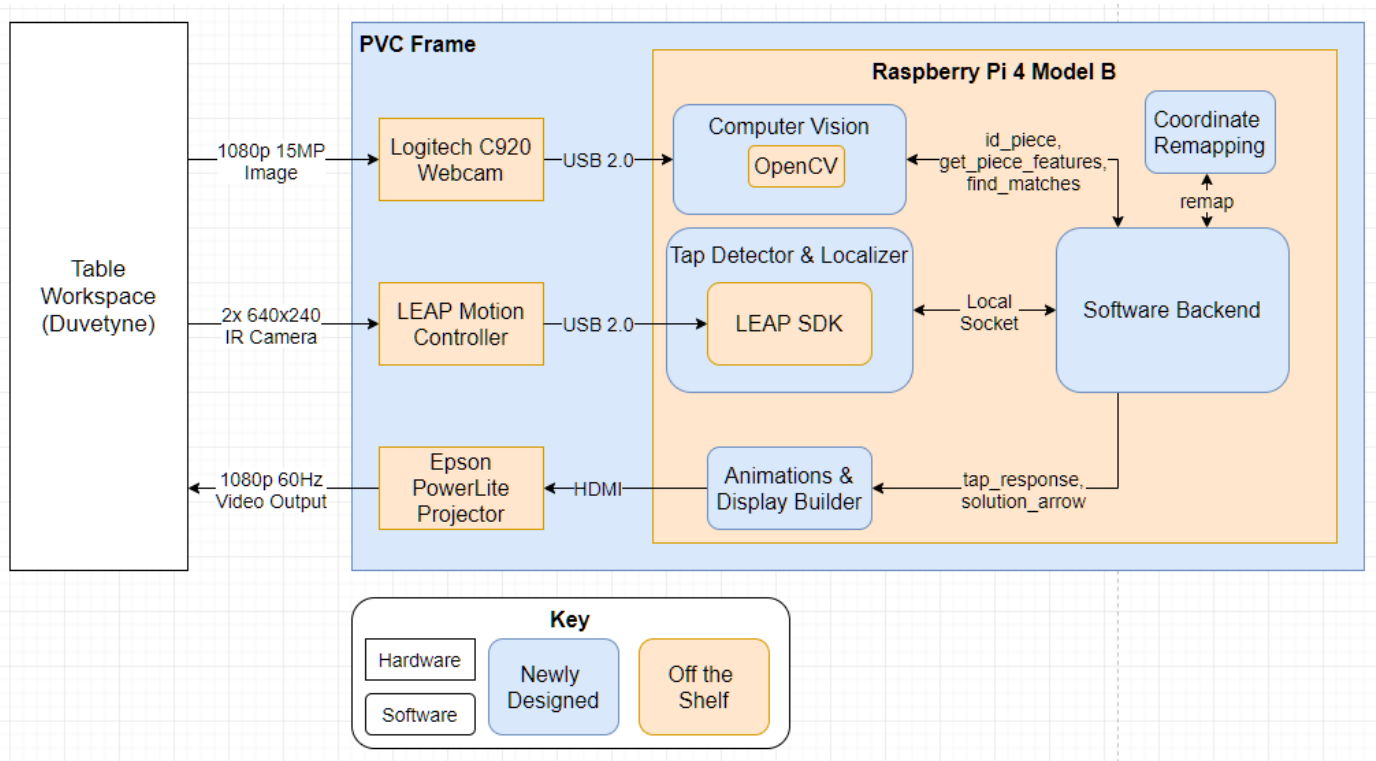 PVC Frame
Raspberry Pi 4 Model B
Table
Workspace
(Duvetyne)
1080p 15MP
Image
Logitech C920
Webcam
USB 2.0
Computer Vision
OpenCV
id_piece,
get_piece_features,
find_matches
Coordinate
Remapping
remap
2x 640x240
IR Camera
LEAP Motion
Controller
USB 2.0
Tap Detector & Localizer
LEAP SDK
Local
Socket
Software Backend
1080p 60Hz
Video Output
Epson
PowerLite
Projector
HDMI
Animations &
Display Builder
tap_response,
solution_arrow
Key
Hardware
Software
Newly
Designed
Off the
Shelf